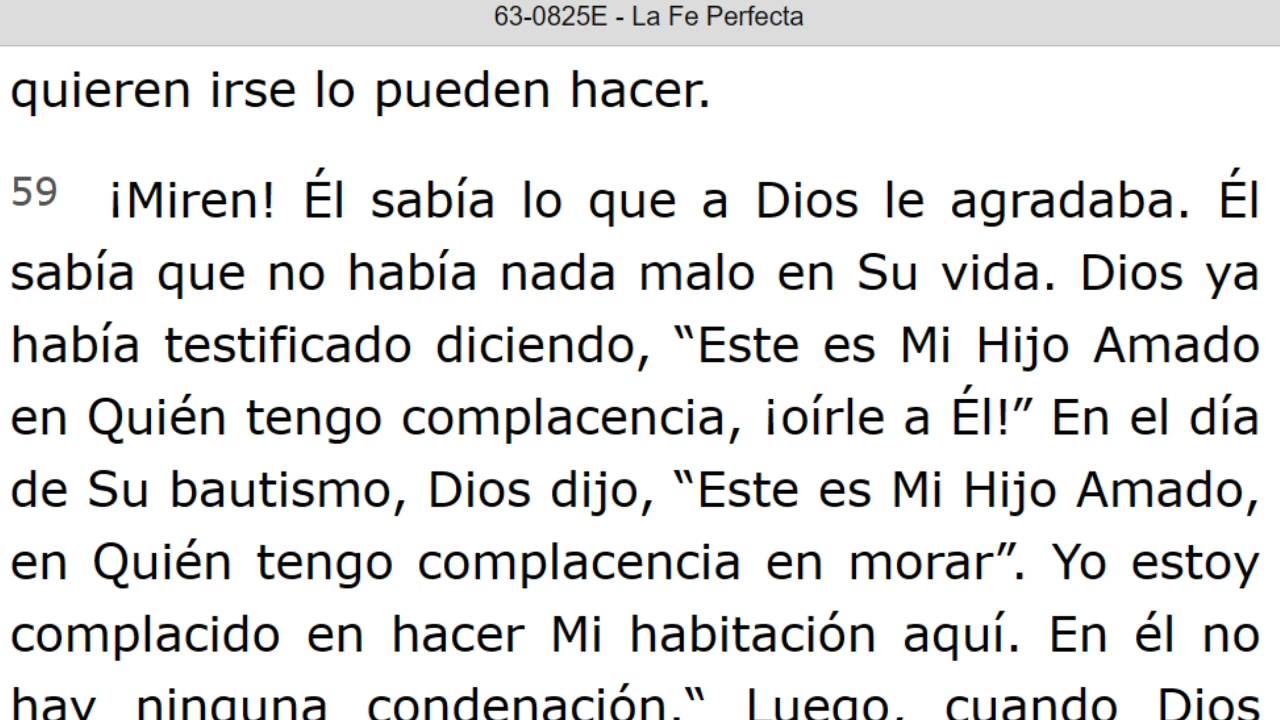 63-0825E - La Fe Perfecta
quieren irse lo pueden hacer.
59 ¡Miren! Él sabía lo que a Dios le agradaba. Él
sabía que no había nada malo en Su vida. Dios ya
había testificado diciendo, “Este es Mi Hijo Amado
en Quién tengo complacencia, ¡oírle a Él!” En el día
de Su bautismo, Dios dijo, “Este es Mi Hijo Amado,
en Quién tengo complacencia en morar”. Yo estoy
complacido en hacer Mi habitación aquí. En él no
hay ninguna condenación.“ Luego, cuando Dios